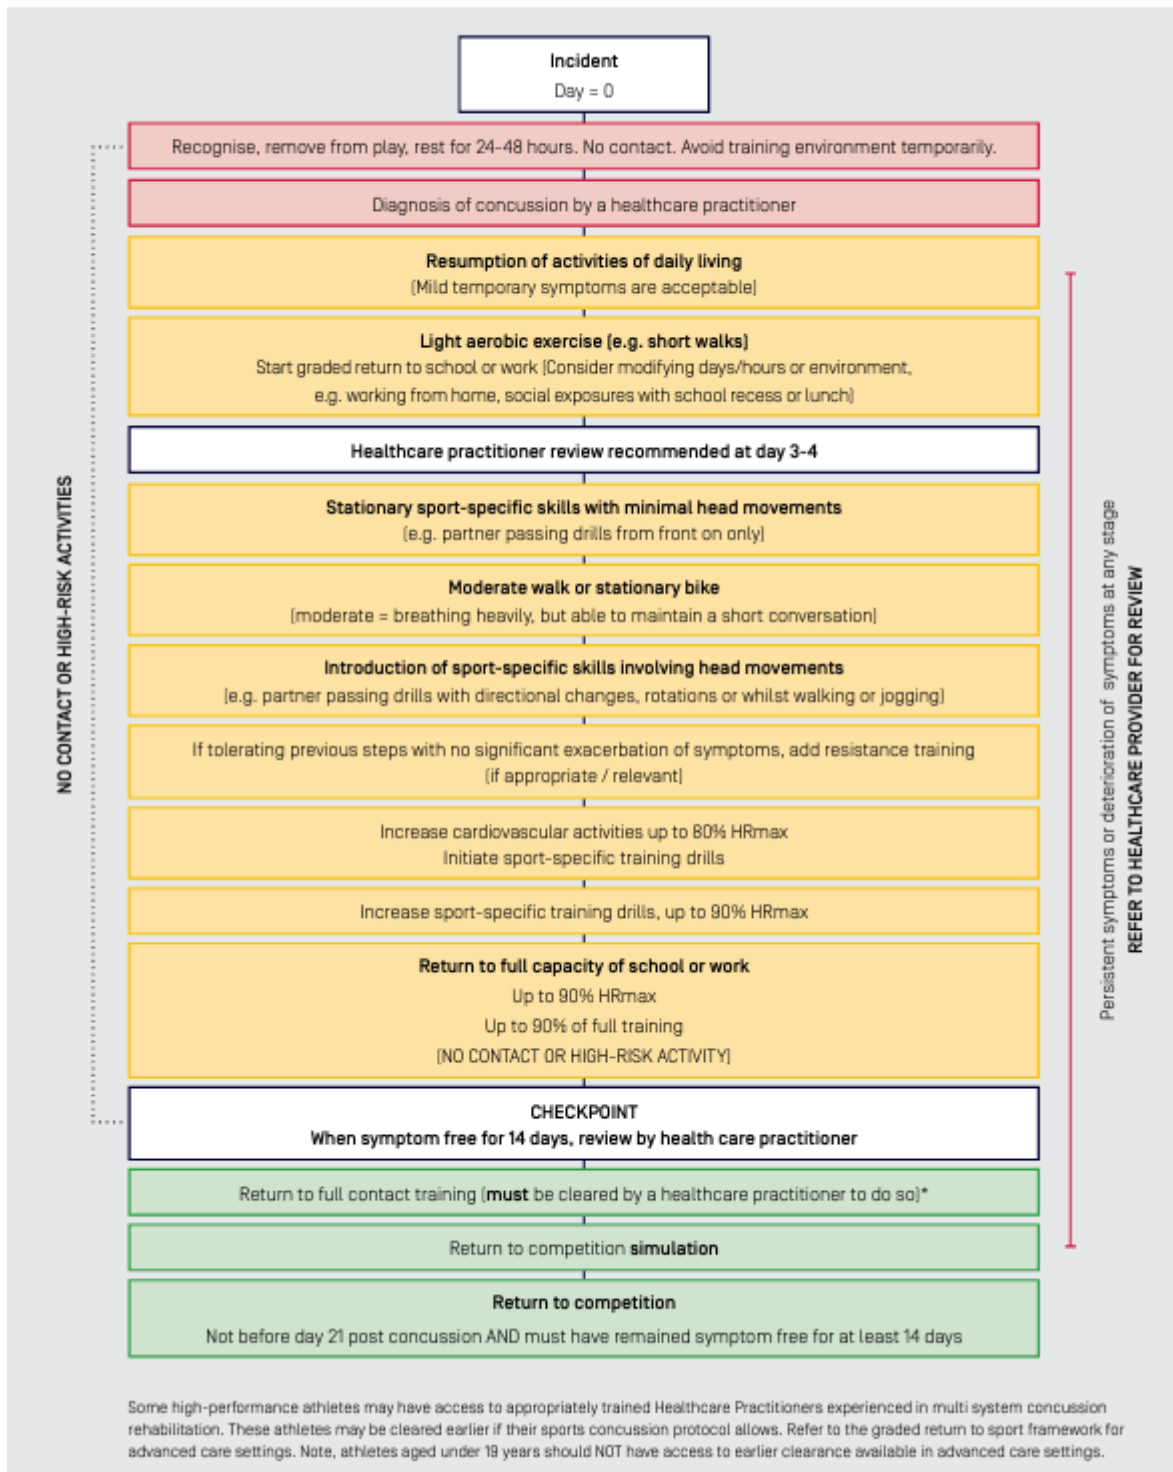 Incident
Day = 0
Recognise, remove from play, rest for 24-48 hours. No contact. Avoid training environment temporarily.
Diagnosis of concussion by a healthcare practitioner
Resumption of activities of daily living
(Mild temporary symptoms are acceptable)
Light aerobic exercise (e.g. short walks)
Start graded return to school or work (Consider modifying days/hours or environment,
e.g. working from home, social exposures with school recess or lunch)
Healthcare practitioner review recommended at day 3-4
Stationary sport-specific skills with minimal head movements
(e.g. partner passing drills from front on only)
Moderate walk or stationary bike
(moderate = breathing heavily, but able to maintain a short conversation)
Introduction of sport-specific skills involving head movements
(e.g. partner passing drills with directional changes, rotations or whilst walking or jogging)
If tolerating previous steps with no significant exacerbation of symptoms, add resistance training
(if appropriate / relevant)
Increase cardiovascular activities up to 80% HRmax
Initiate sport-specific training drills
Increase sport-specific training drills, up to 90% HRmax
Return to full capacity of school or work
Up to 90% HRmax
Up to 90% of full training
(NO CONTACT OR HIGH-RISK ACTIVITY)
CHECKPOINT
When symptom free for 14 days, review by health care practitioner
Return to full contact training (must be cleared by a healthcare practitioner to do so)*
Return to competition simulation
Return to competition
Not before day 21 post concussion AND must have remained symptom free for at least 14 days
NO CONTACT OR HIGH-RISK ACTIVITIES
Persistent symptoms or deterioration of symptoms at any stage
REFER TO HEALTHCARE PROVIDER FOR REVIEW
Some high-performance athletes may have access to appropriately trained Healthcare Practitioners experienced in multi system concussion
rehabilitation. These athletes may be cleared earlier if their sports concussion protocol allows. Refer to the graded return to sport framework for
advanced care settings. Note, athletes aged under 19 years should NOT have access to earlier clearance available in advanced care settings.